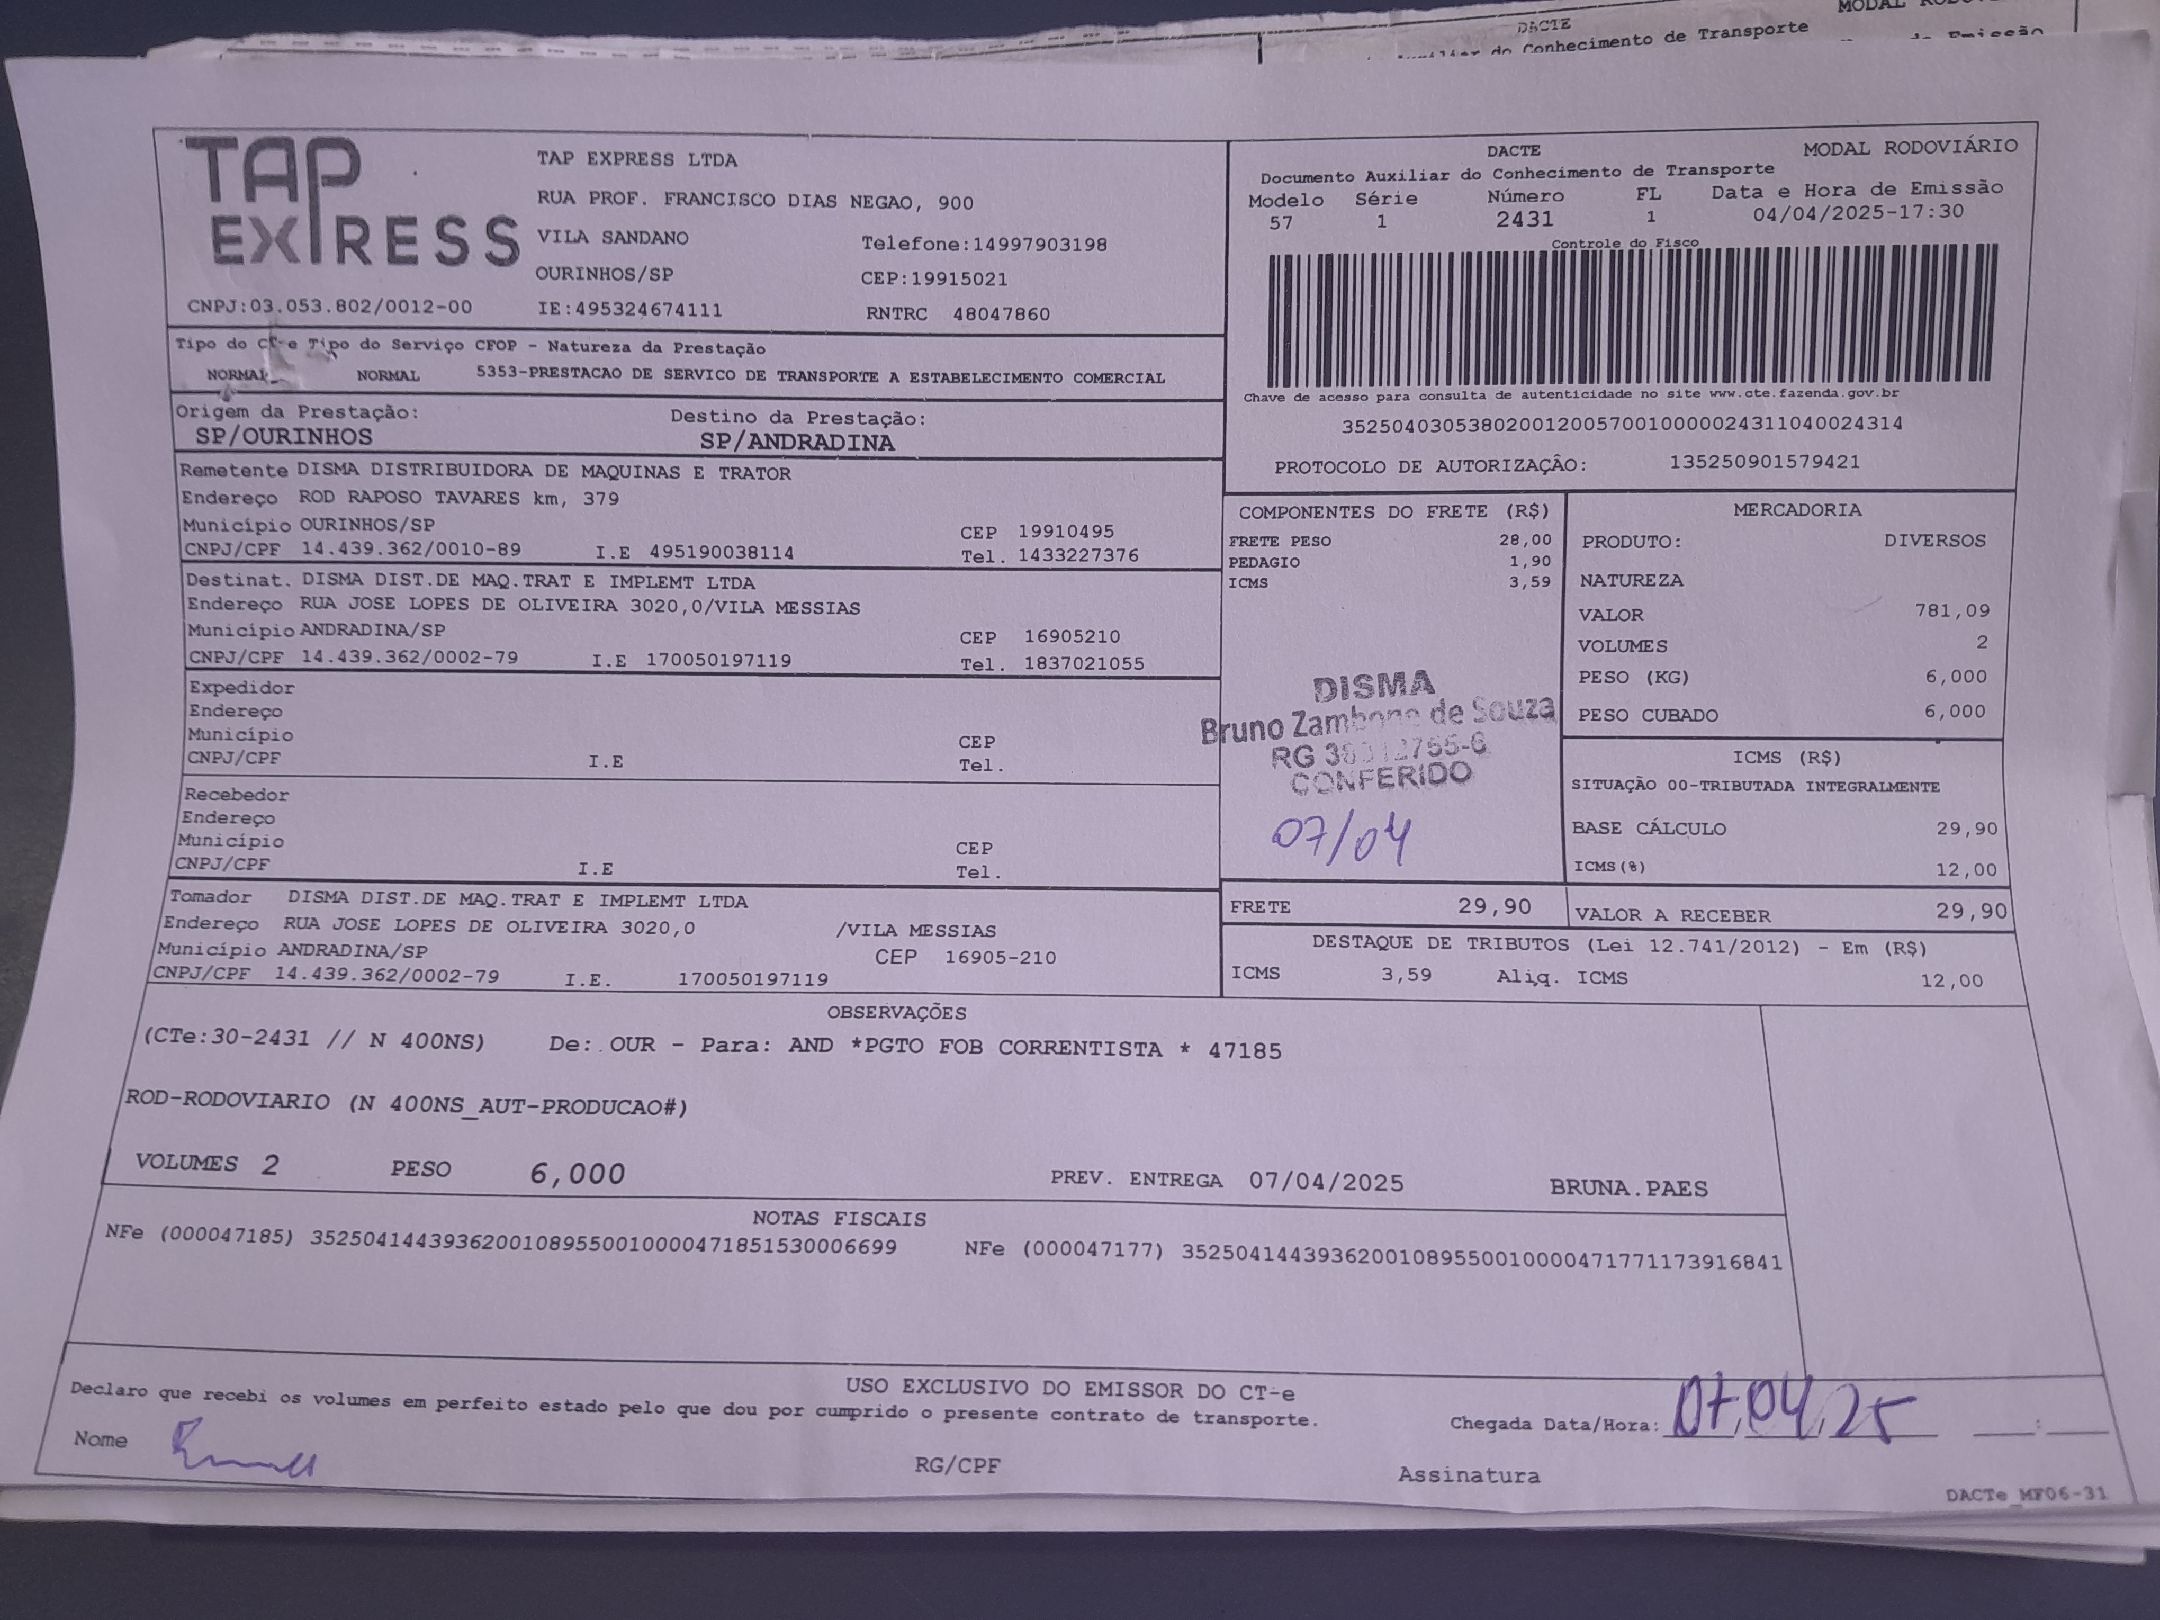 DACTE
do Conhecimento de Transporte
TAP EXPRESS
TAP EXPRESS LTDA
RUA PROF. FRANCISCO DIAS NEGAO, 900
VILA SANDANO
Telefone:14997903198
OURINHOS/SP
CEP:19915021
CNPJ:03.053.802/0012-00
IE:495324674111
RNTRC 48047860
DACTE
MODAL RODOVIÁRIO
Documento Auxiliar do Conhecimento de Transporte
Modelo Série Número FL Data e Hora de Emissão
57 1 2431 1 04/04/2025-17:30
Controle do Fisco
Chave de acesso para consulta de autenticidade no site www.cte.fazenda.gov.br
35250403053802001200570010000024311040024314
PROTOCOLO DE AUTORIZAÇÃO: 135250901579421
Tipo do CT-e Tipo do Serviço CFOP - Natureza da Prestação
NORMAL NORMAL 5353-PRESTACAO DE SERVICO DE TRANSPORTE A ESTABELECIMENTO COMERCIAL
Origem da Prestação: Destino da Prestação:
SP/OURINHOS SP/ANDRADINA
Remetente DISMA DISTRIBUIDORA DE MAQUINAS E TRATOR
Endereço ROD RAPOSO TAVARES km, 379
Município OURINHOS/SP CEP 19910495
CNPJ/CPF 14.439.362/0010-89 I.E 495190038114 Tel. 1433227376
Destinat. DISMA DIST.DE MAQ.TRAT E IMPLEMT LTDA
Endereço RUA JOSE LOPES DE OLIVEIRA 3020,0/VILA MESSIAS
Município ANDRADINA/SP CEP 16905210
CNPJ/CPF 14.439.362/0002-79 I.E 170050197119 Tel. 1837021055
Expedidor
Endereço
Município CEP
CNPJ/CPF I.E Tel.
Recebedor
Endereço
Município CEP
CNPJ/CPF I.E Tel.
Tomador DISMA DIST.DE MAQ.TRAT E IMPLEMT LTDA
Endereço RUA JOSE LOPES DE OLIVEIRA 3020,0 /VILA MESSIAS
Município ANDRADINA/SP CEP 16905-210
CNPJ/CPF 14.439.362/0002-79 I.E. 170050197119
COMPONENTES DO FRETE (R$)
FRETE PESO 28,00
PEDAGIO 1,90
ICMS 3,59
DISMA
Bruno Zambone de Souza
RG
CONFERIDO
07/04
MERCADORIA
PRODUTO: DIVERSOS
NATUREZA
VALOR 781,09
VOLUMES 2
PESO (KG) 6,000
PESO CUBADO 6,000
ICMS (R$)
SITUAÇÃO 00-TRIBUTADA INTEGRALMENTE
BASE CÁLCULO 29,90
ICMS(%) 12,00
FRETE 29,90 VALOR A RECEBER 29,90
DESTAQUE DE TRIBUTOS (Lei 12.741/2012) - Em (R$)
ICMS 3,59 Aliq. ICMS 12,00
OBSERVAÇÕES
(CTe:30-2431 // N 400NS) De: OUR - Para: AND *PGTO FOB CORRENTISTA * 47185
ROD-RODOVIARIO (N 400NS_AUT-PRODUCAO#)
VOLUMES 2 PESO 6,000 PREV. ENTREGA 07/04/2025 BRUNA.PAES
NOTAS FISCAIS
NFe (000047185) 35250414439362001089550010000471851530006699 NFe (000047177) 35250414439362001089550010000471771173916841
USO EXCLUSIVO DO EMISSOR DO CT-e
Declaro que recebi os volumes em perfeito estado pelo que dou por cumprido o presente contrato de transporte.
Chegada Data/Hora: 07,04,25 :
Nome RG/CPF Assinatura
DACTe_MF06-31